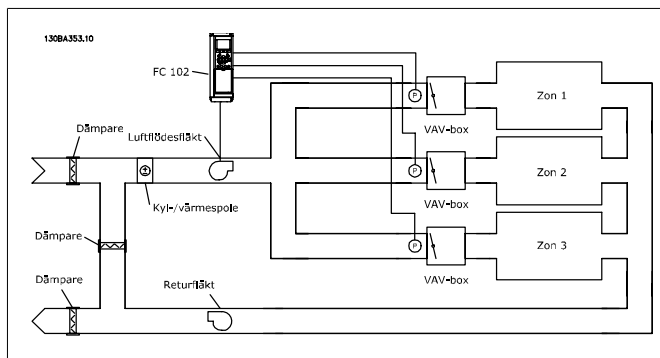 130BA353.10
FC 102
P
Zon 1
VAV-box
Dämpare
Luftflödesfläkt
P
Zon 2
VAV-box
Kyl-/värmespole
Dämpare
P
Zon 3
VAV-box
Dämpare
Returfläkt